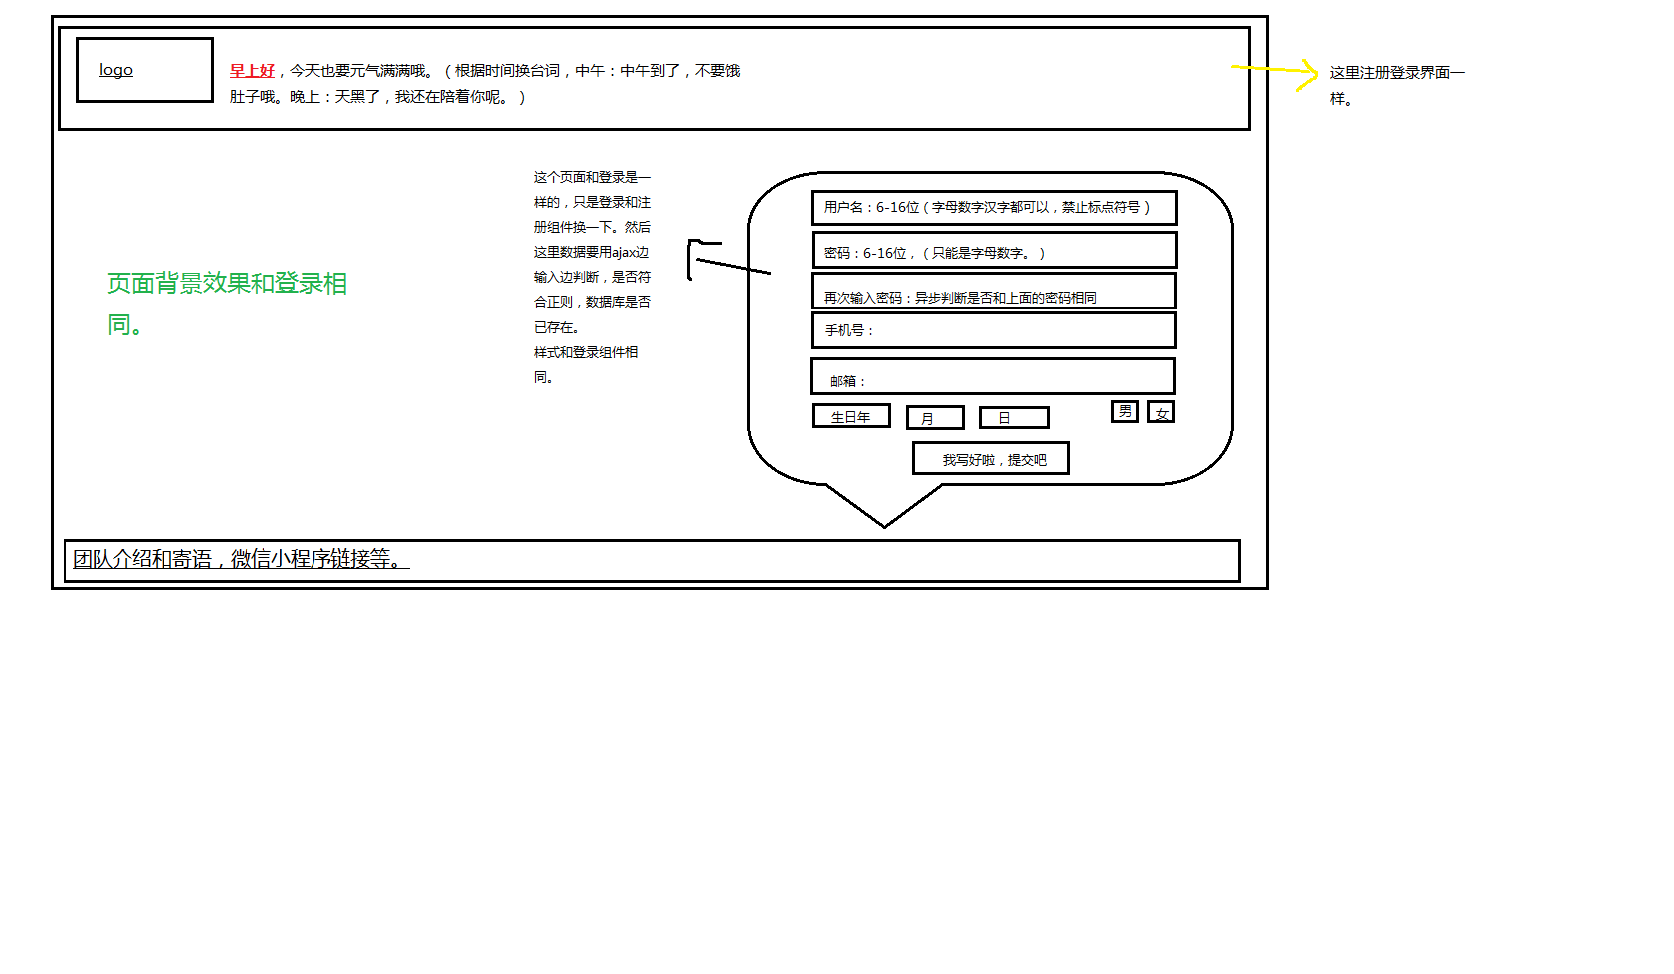 logo
早上好，今天也要元气满满哦。（根据时间换台词，中午：中午到了，不要饿
肚子哦。晚上：天黑了，我还在陪着你呢。）
这里注册登录界面一
样。
这个页面和登录是一
样的，只是登录和注
册组件换一下。然后
这里数据要用ajax边
输入边判断，是否符
合正则，数据库是否
已存在。
样式和登录组件相
同。
页面背景效果和登录相
同。
用户名：6-16位（字母数字汉字都可以，禁止标点符号）
密码：6-16位，（只能是字母数字。）
再次输入密码：异步判断是否和上面的密码相同
手机号：
邮箱：
生日年
月
日
男
女
我写好啦，提交吧
团队介绍和寄语，微信小程序链接等。